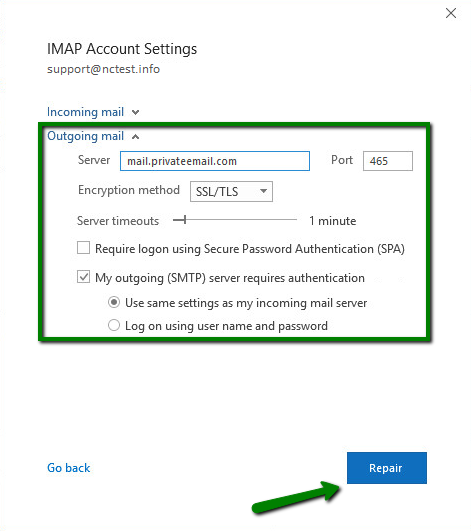 IMAP Account Settings
support@nctest.info
Incoming mail
Outgoing mail
Server mail.privateemail.com Port 465
Encryption method SSL/TLS
Server timeouts 1 minute
Require logon using Secure Password Authentication (SPA)
My outgoing (SMTP) server requires authentication
Use same settings as my incoming mail server
Log on using user name and password
Go back Repair